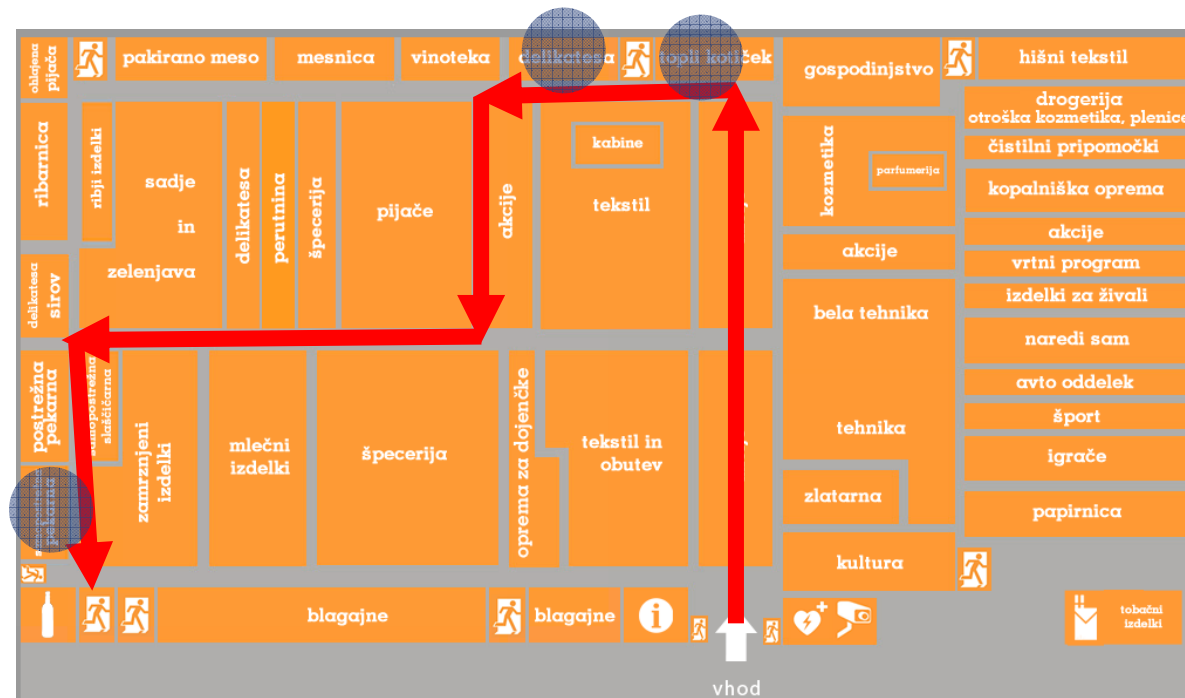 ohlajena
pijača
pakirano meso
mesnica
vinoteka
delikatesa
topli kotiček
gospodinjstvo
hišni tekstil
drogerija
otroška kozmetika, plenice
čistilni pripomočki
kopališka oprema
akcije
vrtni program
izdelki za živali
naredi sam
avto oddelek
šport
igrače
papirnica
ribarnica
ribji izdelki
sadje
in
zelenjava
delikatesa
perutnina
špecerija
pijače
akcije
kabine
tekstil
kozmetika
parfumerija
akcije
bela tehnika
tehnika
zlatarna
kultura
delikatesa
sirov
postrežna
pekarna
samopostrežna
slaščičarna
zamrznjeni
izdelki
mlečni
izdelki
špecerija
oprema za dojenčke
tekstil in
obutev
pekarna
blagajne
blagajne
i
tobačni
izdelki
vhod